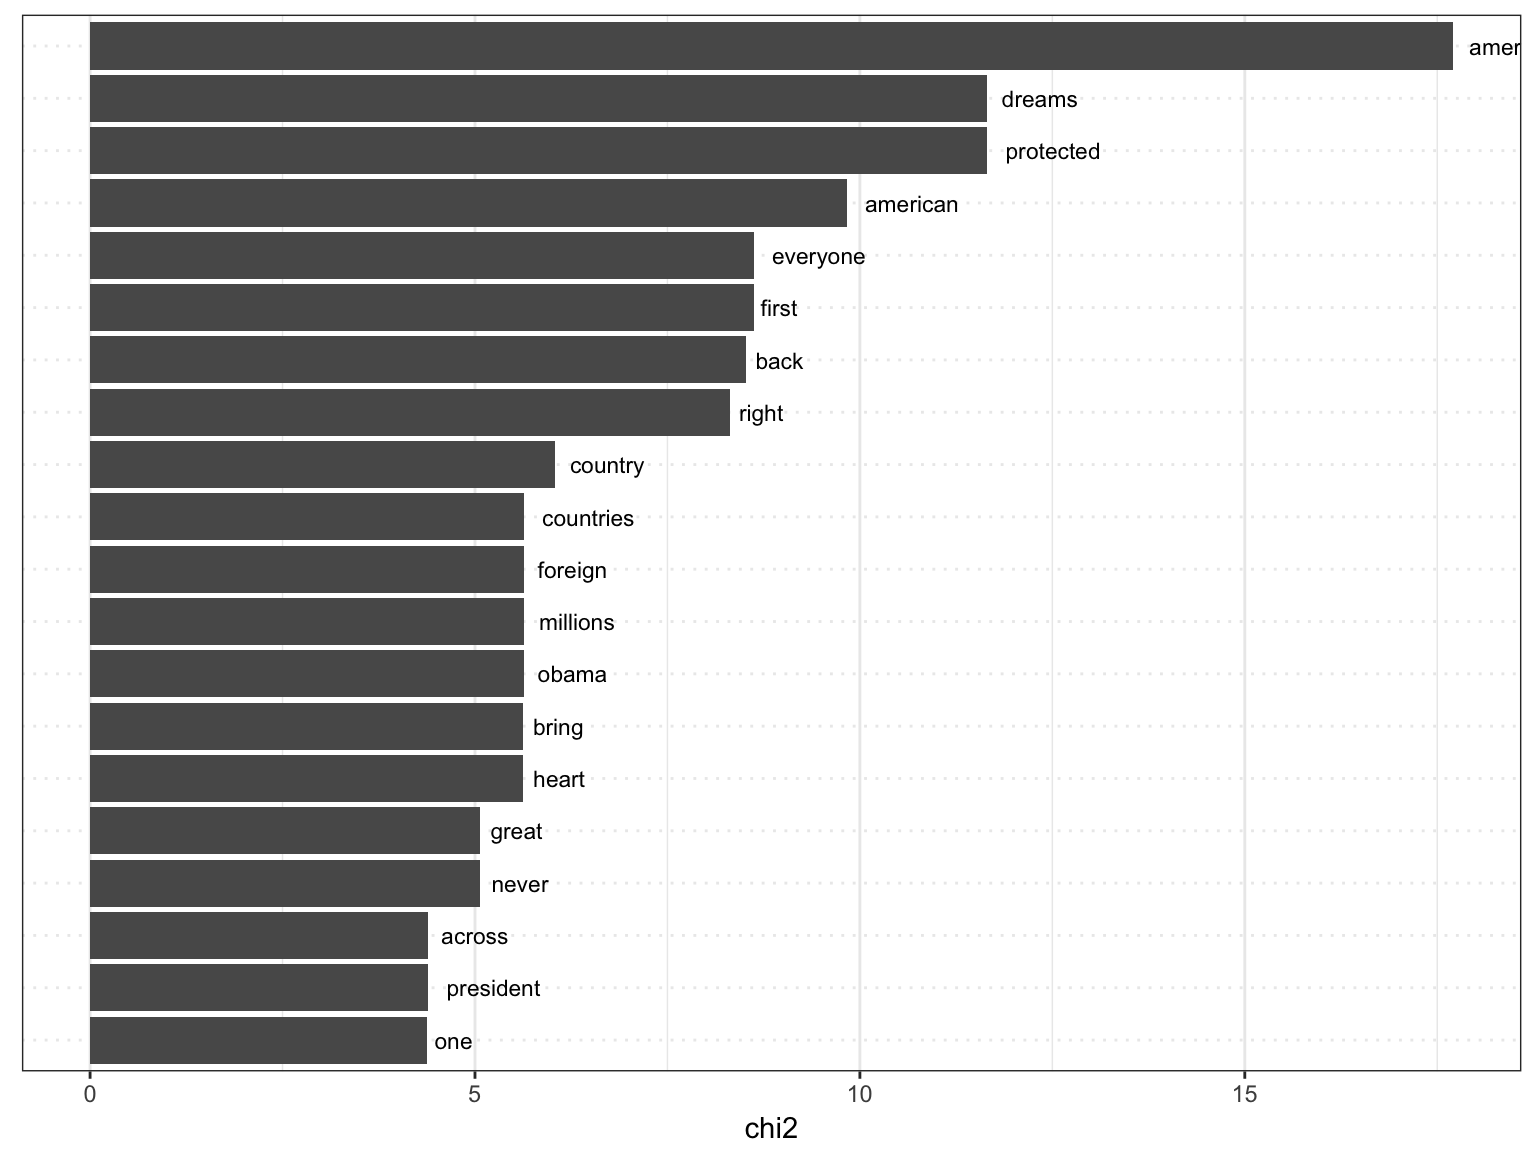 amer
dreams
protected
american
everyone
first
back
right
country
countries
foreign
millions
obama
bring
heart
great
never
across
president
one
0 5 10 15
chi2